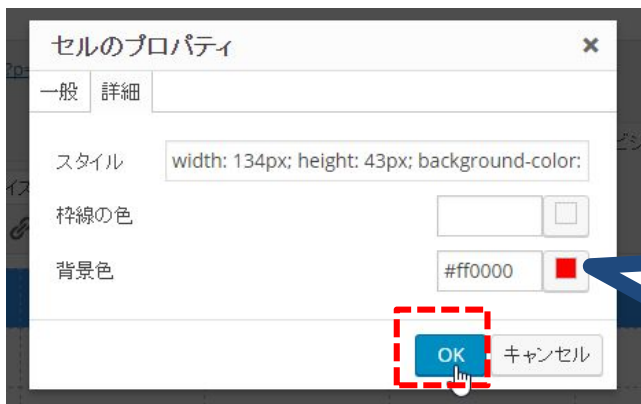 セルのプロパティ ×
?p=
一般 詳細
スタイル width: 134px; height: 43px; background-color:
枠線の色
背景色 #ff0000
OK キャンセル